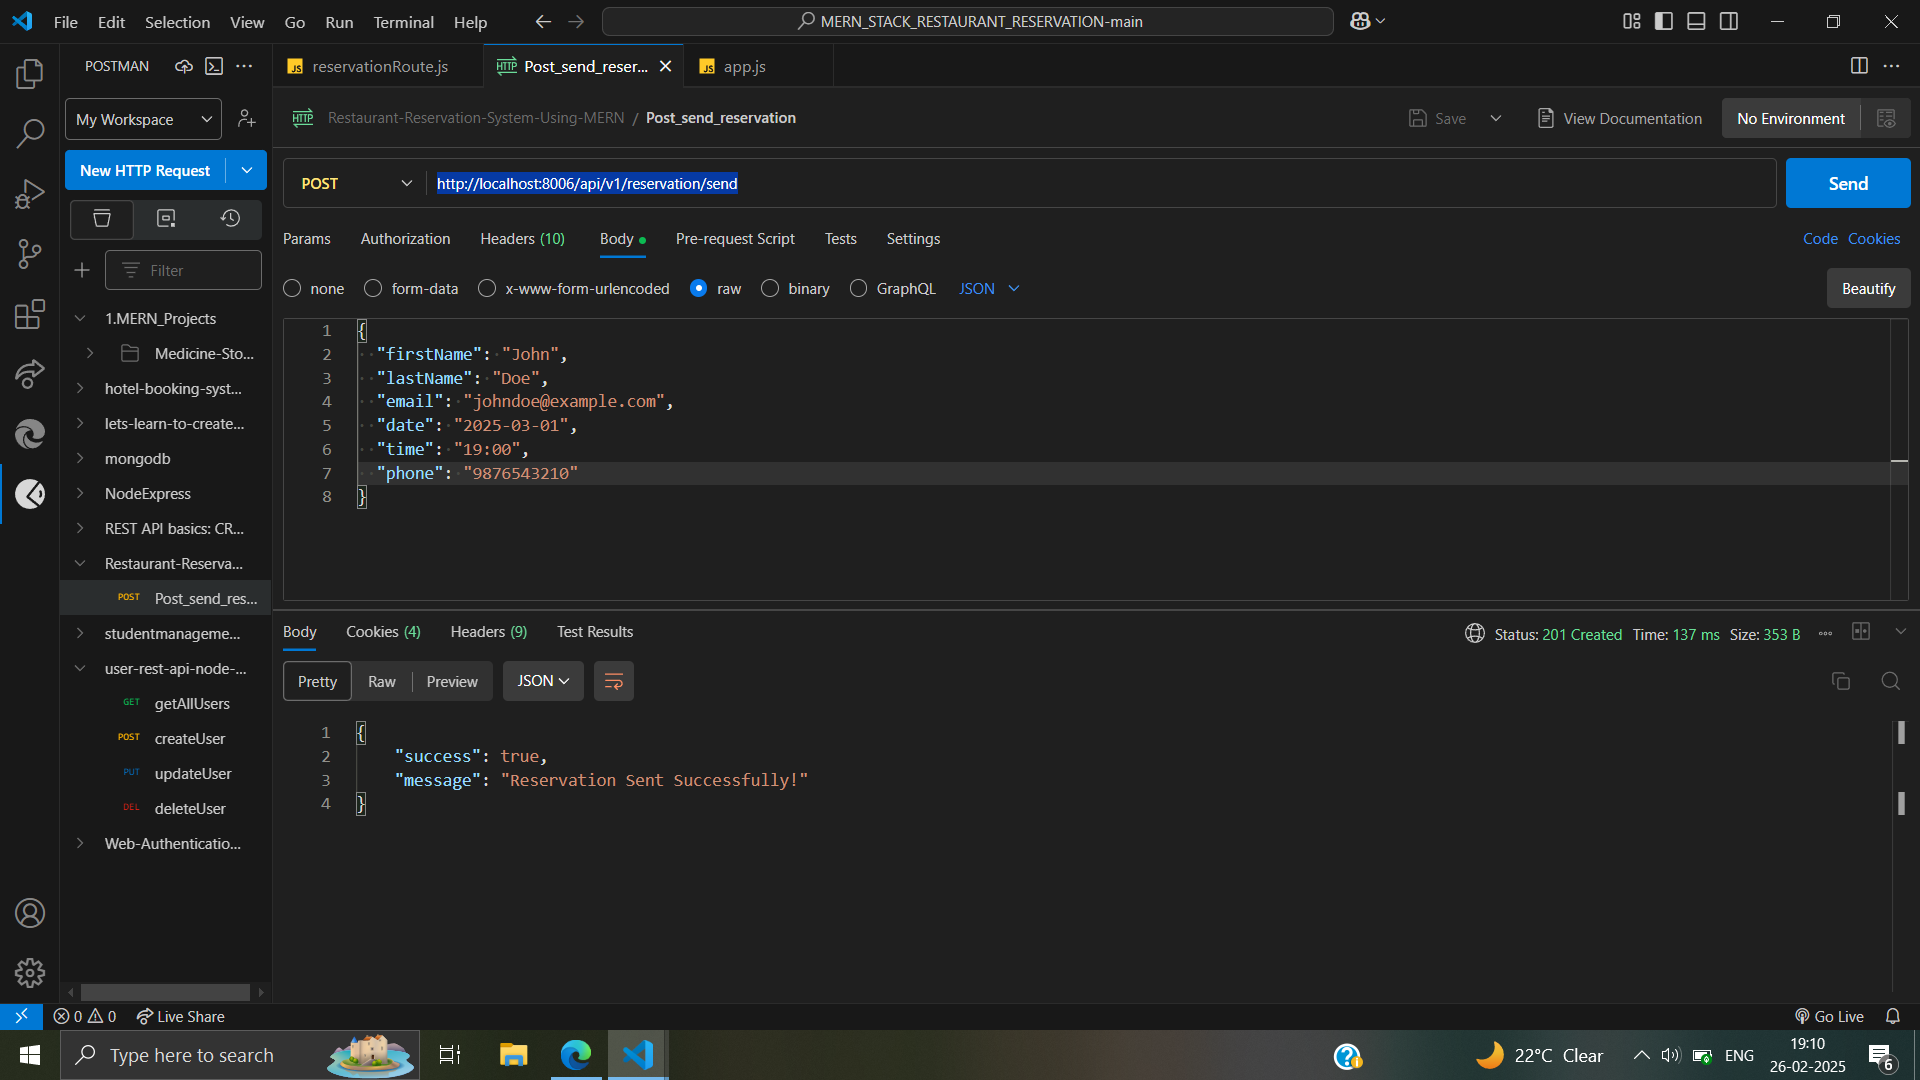 File Edit Selection View Go Run Terminal Help
MERN_STACK_RESTAURANT_RESERVATION-main
POSTMAN
reservationRoute.js
Post_send_reser...
app.js
My Workspace
Restaurant-Reservation-System-Using-MERN / Post_send_reservation
Save
View Documentation
No Environment
New HTTP Request
POST
http://localhost:8006/api/v1/reservation/send
Send
Params Authorization Headers (10) Body Pre-request Script Tests Settings
Code Cookies
Filter
none form-data x-www-form-urlencoded raw binary GraphQL JSON
Beautify
1 {
2 "firstName": "John",
3 "lastName": "Doe",
4 "email": "johndoe@example.com",
5 "date": "2025-03-01",
6 "time": "19:00",
7 "phone": "9876543210"
8 }
1.MERN_Projects
Medicine-Sto...
hotel-booking-syst...
lets-learn-to-create...
mongodb
NodeExpress
REST API basics: CR...
Restaurant-Reserva...
POST Post_send_res...
studentmanageme...
user-rest-api-node-...
GET getAllUsers
POST createUser
PUT updateUser
DEL deleteUser
Web-Authenticatio...
Body Cookies (4) Headers (9) Test Results
Status: 201 Created Time: 137 ms Size: 353 B
Pretty Raw Preview JSON
1 {
2 "success": true,
3 "message": "Reservation Sent Successfully!"
4 }
0 0 Live Share
Go Live
Type here to search
22°C Clear
ENG
19:10
26-02-2025
6